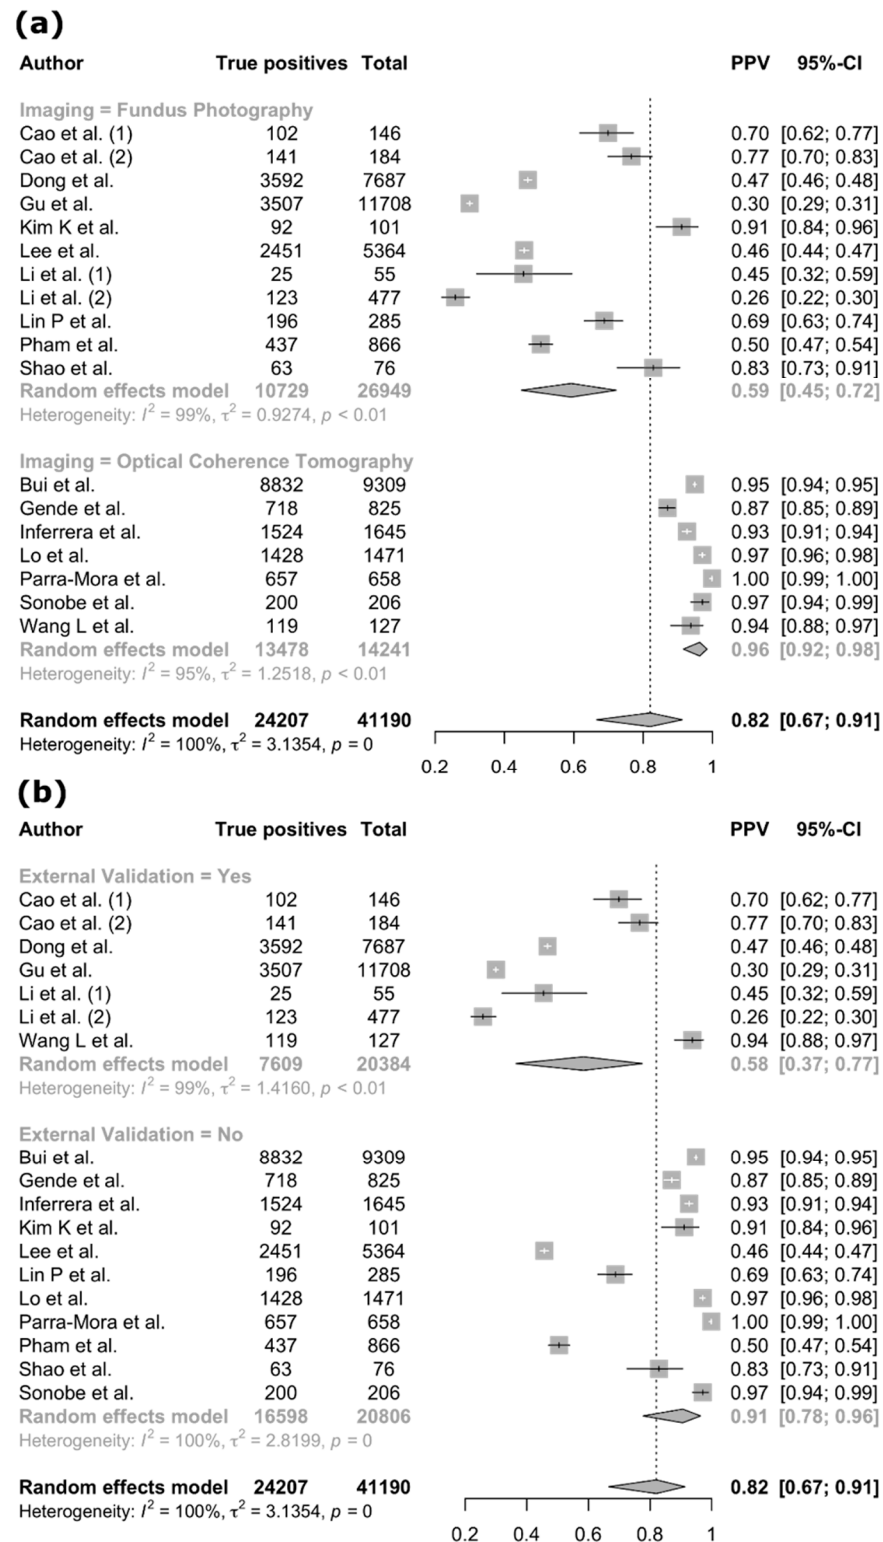 (a)
Author True positives Total PPV 95%-CI
Imaging = Fundus Photography
Cao et al. (1) 102 146 0.70 [0.62; 0.77]
Cao et al. (2) 141 184 0.77 [0.70; 0.83]
Dong et al. 3592 7687 0.47 [0.46; 0.48]
Gu et al. 3507 11708 0.30 [0.29; 0.31]
Kim K et al. 92 101 0.91 [0.84; 0.96]
Lee et al. 2451 5364 0.46 [0.44; 0.47]
Li et al. (1) 25 55 0.45 [0.32; 0.59]
Li et al. (2) 123 477 0.26 [0.22; 0.30]
Lin P et al. 196 285 0.69 [0.63; 0.74]
Pham et al. 437 866 0.50 [0.47; 0.54]
Shao et al. 63 76 0.83 [0.73; 0.91]
Random effects model 10729 26949 0.59 [0.45; 0.72]
Heterogeneity: I² = 99%, τ² = 0.9274, p < 0.01
Imaging = Optical Coherence Tomography
Bui et al. 8832 9309 0.95 [0.94; 0.95]
Gende et al. 718 825 0.87 [0.85; 0.89]
Inferrera et al. 1524 1645 0.93 [0.91; 0.94]
Lo et al. 1428 1471 0.97 [0.96; 0.98]
Parra-Mora et al. 657 658 1.00 [0.99; 1.00]
Sonobe et al. 200 206 0.97 [0.94; 0.99]
Wang L et al. 119 127 0.94 [0.88; 0.97]
Random effects model 13478 14241 0.96 [0.92; 0.98]
Heterogeneity: I² = 95%, τ² = 1.2518, p < 0.01
Random effects model 24207 41190 0.82 [0.67; 0.91]
Heterogeneity: I² = 100%, τ² = 3.1354, p = 0
0.2 0.4 0.6 0.8 1
(b)
Author True positives Total PPV 95%-CI
External Validation = Yes
Cao et al. (1) 102 146 0.70 [0.62; 0.77]
Cao et al. (2) 141 184 0.77 [0.70; 0.83]
Dong et al. 3592 7687 0.47 [0.46; 0.48]
Gu et al. 3507 11708 0.30 [0.29; 0.31]
Li et al. (1) 25 55 0.45 [0.32; 0.59]
Li et al. (2) 123 477 0.26 [0.22; 0.30]
Wang L et al. 119 127 0.94 [0.88; 0.97]
Random effects model 7609 20384 0.58 [0.37; 0.77]
Heterogeneity: I² = 99%, τ² = 1.4160, p < 0.01
External Validation = No
Bui et al. 8832 9309 0.95 [0.94; 0.95]
Gende et al. 718 825 0.87 [0.85; 0.89]
Inferrera et al. 1524 1645 0.93 [0.91; 0.94]
Kim K et al. 92 101 0.91 [0.84; 0.96]
Lee et al. 2451 5364 0.46 [0.44; 0.47]
Lin P et al. 196 285 0.69 [0.63; 0.74]
Lo et al. 1428 1471 0.97 [0.96; 0.98]
Parra-Mora et al. 657 658 1.00 [0.99; 1.00]
Pham et al. 437 866 0.50 [0.47; 0.54]
Shao et al. 63 76 0.83 [0.73; 0.91]
Sonobe et al. 200 206 0.97 [0.94; 0.99]
Random effects model 16598 20806 0.91 [0.78; 0.96]
Heterogeneity: I² = 100%, τ² = 2.8199, p = 0
Random effects model 24207 41190 0.82 [0.67; 0.91]
Heterogeneity: I² = 100%, τ² = 3.1354, p = 0
0.2 0.4 0.6 0.8 1